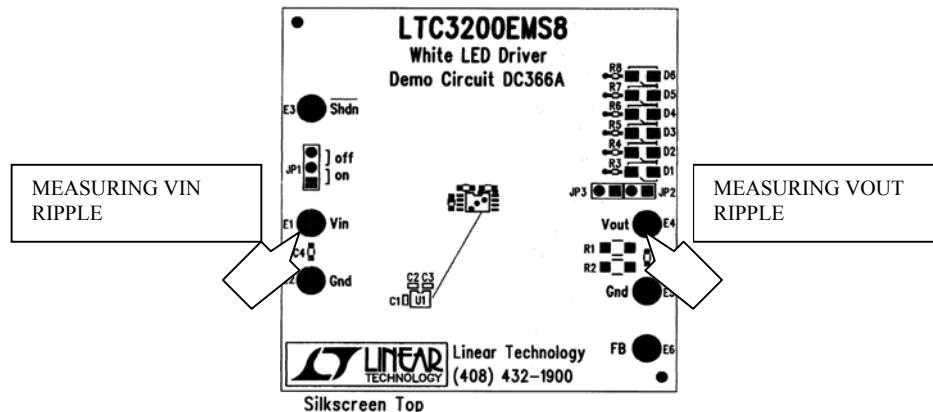 LTC3200EMS8
White LED Driver
Demo Circuit DC366A
E3 Shdn
JP1 off
on
MEASURING VIN
RIPPLE
E1 Vin
C4
Gnd
C2 C3
C1 U1
R8 D6
R7 D5
R6 D4
R5 D3
R4 D2
R3 D1
JP3 JP2
MEASURING VOUT
RIPPLE
Vout E4
R1
R2
Gnd
FB E6
LT LINEAR TECHNOLOGY
Linear Technology
(408) 432-1900
Silkscreen Top